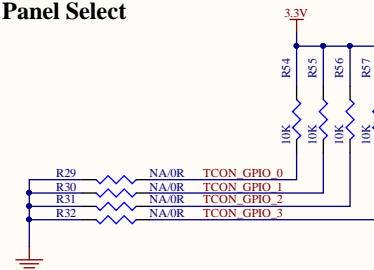 Panel Select
3.3V
R54
R55
R56
R57
10K
10K
10K
10K
R29 NA/0R TCON_GPIO_0
R30 NA/0R TCON_GPIO_1
R31 NA/0R TCON_GPIO_2
R32 NA/0R TCON_GPIO_3